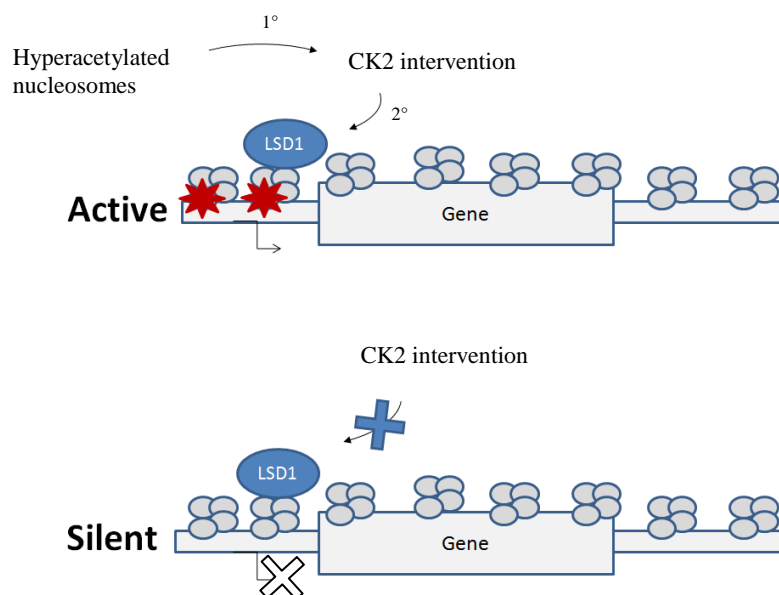 1°
Hyperacetylated
nucleosomes
CK2 intervention
2°
LSD1
Active
Gene
CK2 intervention
LSD1
Silent
Gene